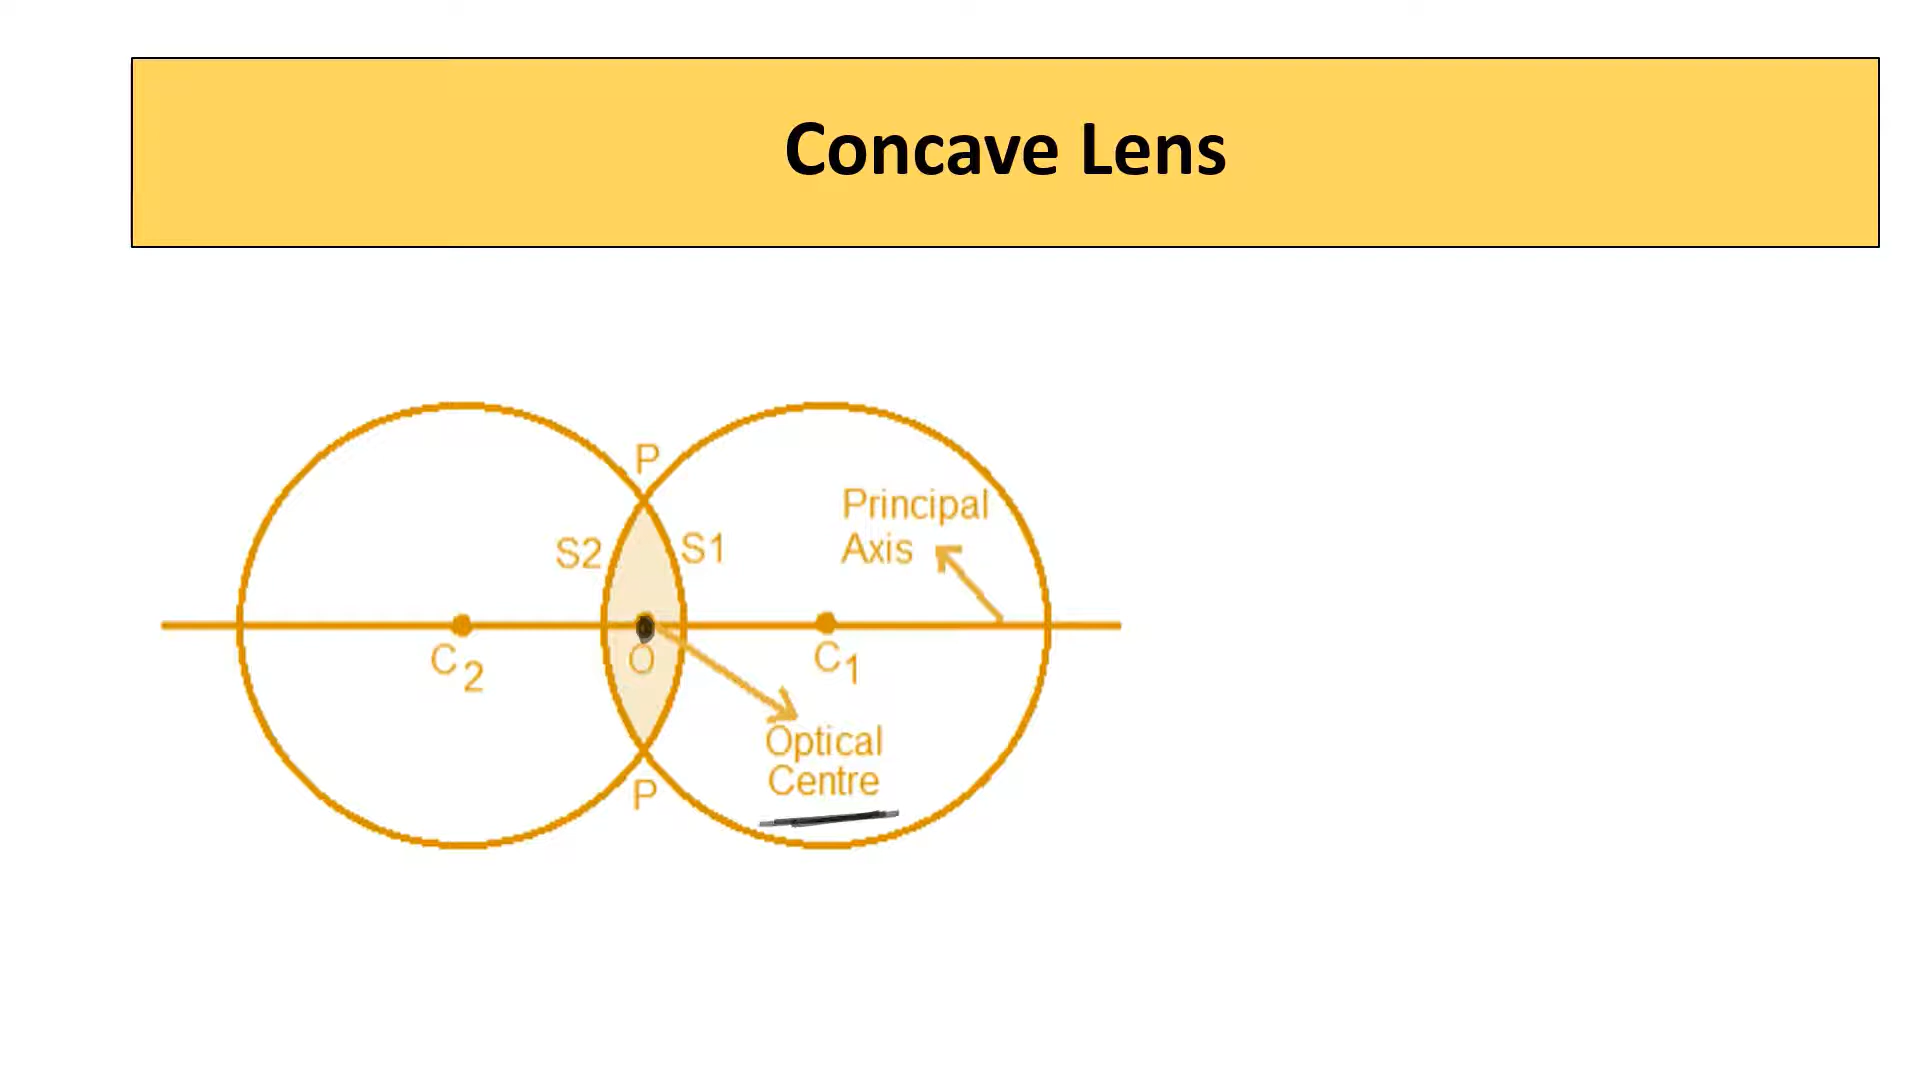 Concave Lens
P
Principal
Axis
S2
S1
C2
O
C1
Optical
Centre
P